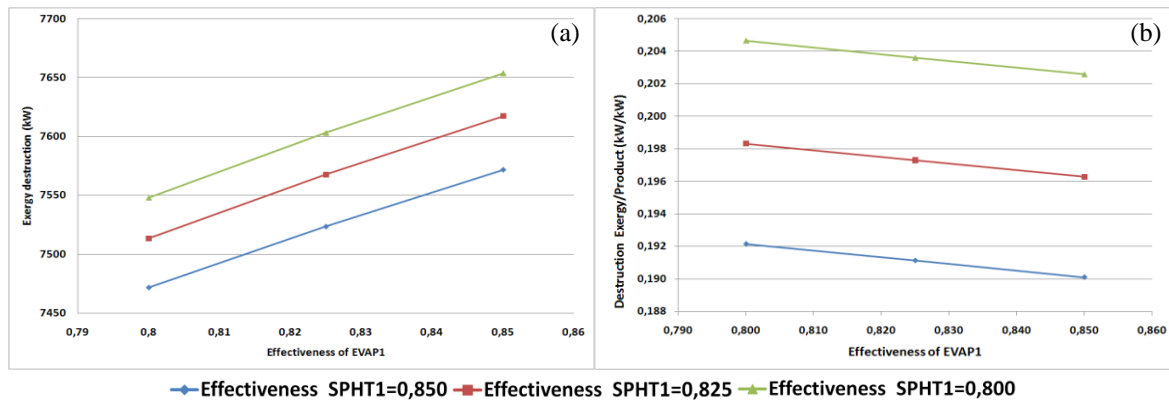 (a)
Exergy destruction (kW)
7700
7650
7600
7550
7500
7450
0,79 0,8 0,81 0,82 0,83 0,84 0,85 0,86
Effectiveness of EVAP1
(b)
Destruction Exergy/Product (kW/kW)
0,206
0,204
0,202
0,200
0,198
0,196
0,194
0,192
0,190
0,188
0,790 0,800 0,810 0,820 0,830 0,840 0,850 0,860
Effectiveness of EVAP1
Effectiveness SPHT1=0,850 Effectiveness SPHT1=0,825 Effectiveness SPHT1=0,800